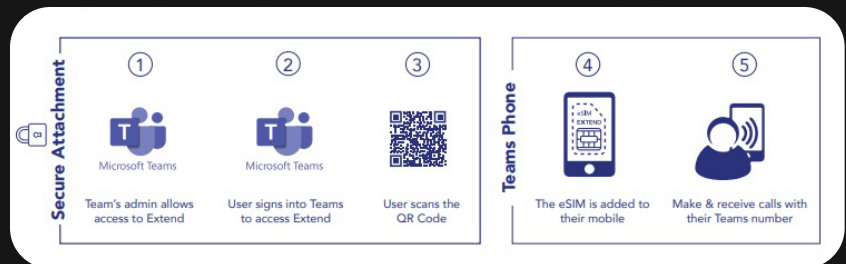 Secure Attachment
1
T
Microsoft Teams
Team's admin allows
access to Extend
2
T
Microsoft Teams
User signs into Teams
to access Extend
3
User scans the
QR Code
Teams Phone
4
eSIM
EXTEND
The eSIM is added to
their mobile
5
Make & receive calls with
their Teams number